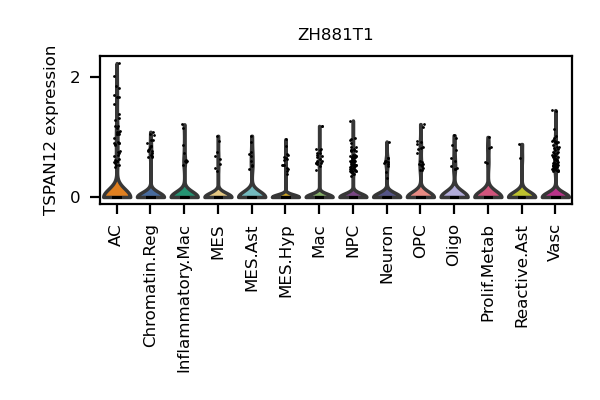 ZH881T1
TSPAN12 expression
2
0
AC
Chromatin.Reg
Inflammatory.Mac
MES
MES.Ast
MES.Hyp
Mac
NPC
Neuron
OPC
Oligo
Prolif.Metab
Reactive.Ast
Vasc